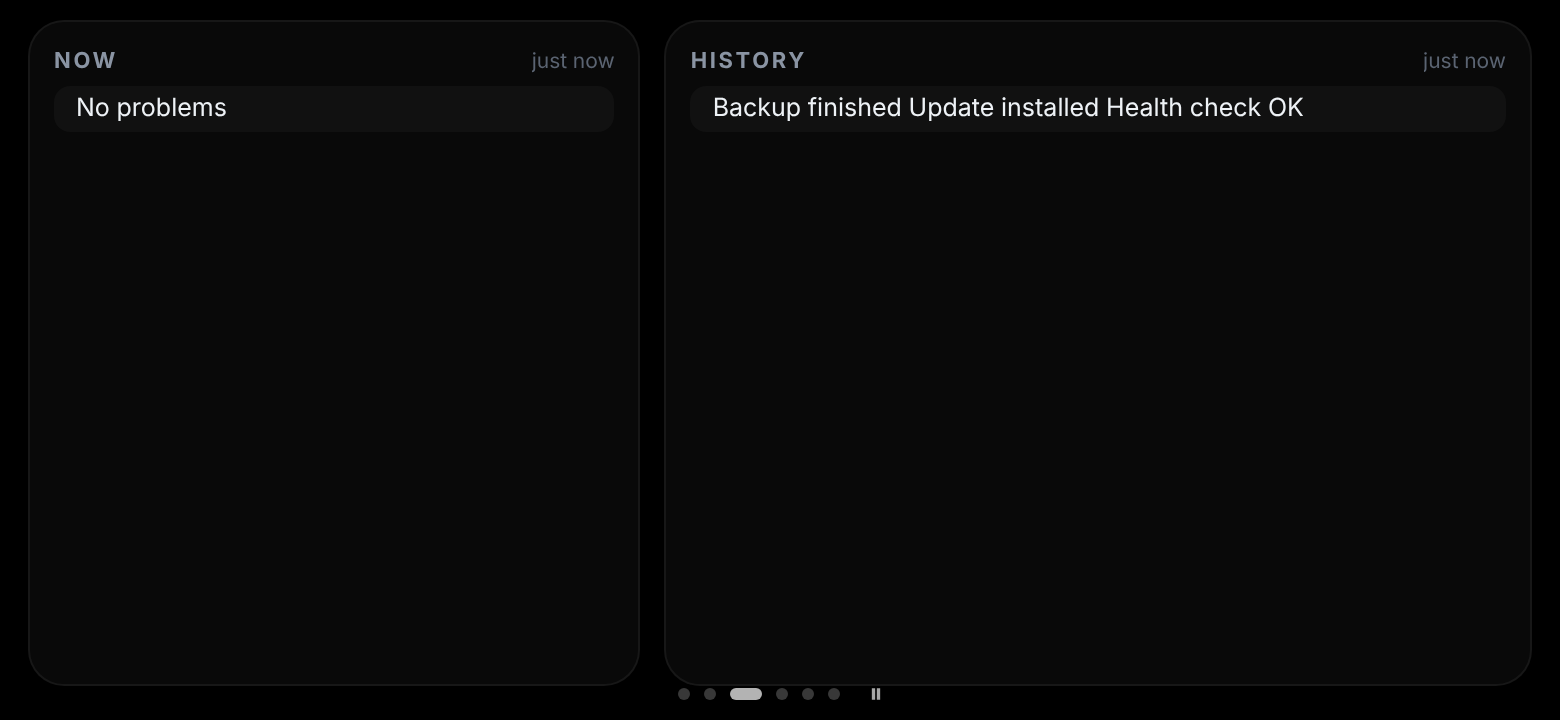 NOW
just now
No problems
HISTORY
just now
Backup finished Update installed Health check OK